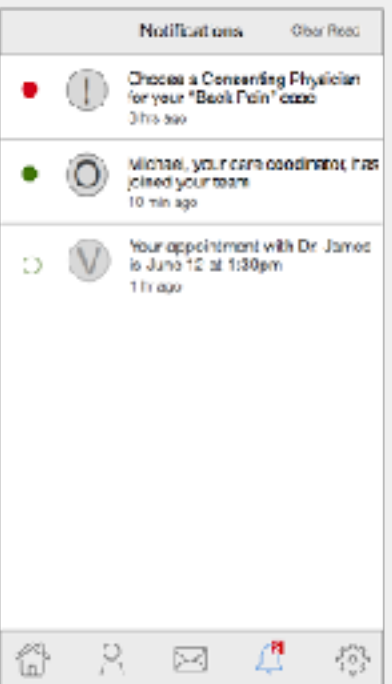 Notifications
Clear Read
!
Choose a Consenting Physician
for your "Back Pain" case
3 hrs ago
O
Michael, your care coodinator, has
joined your team
10 min ago
V
Your appointment with Dr. James
is June 12 at 1:30pm
1 hr ago